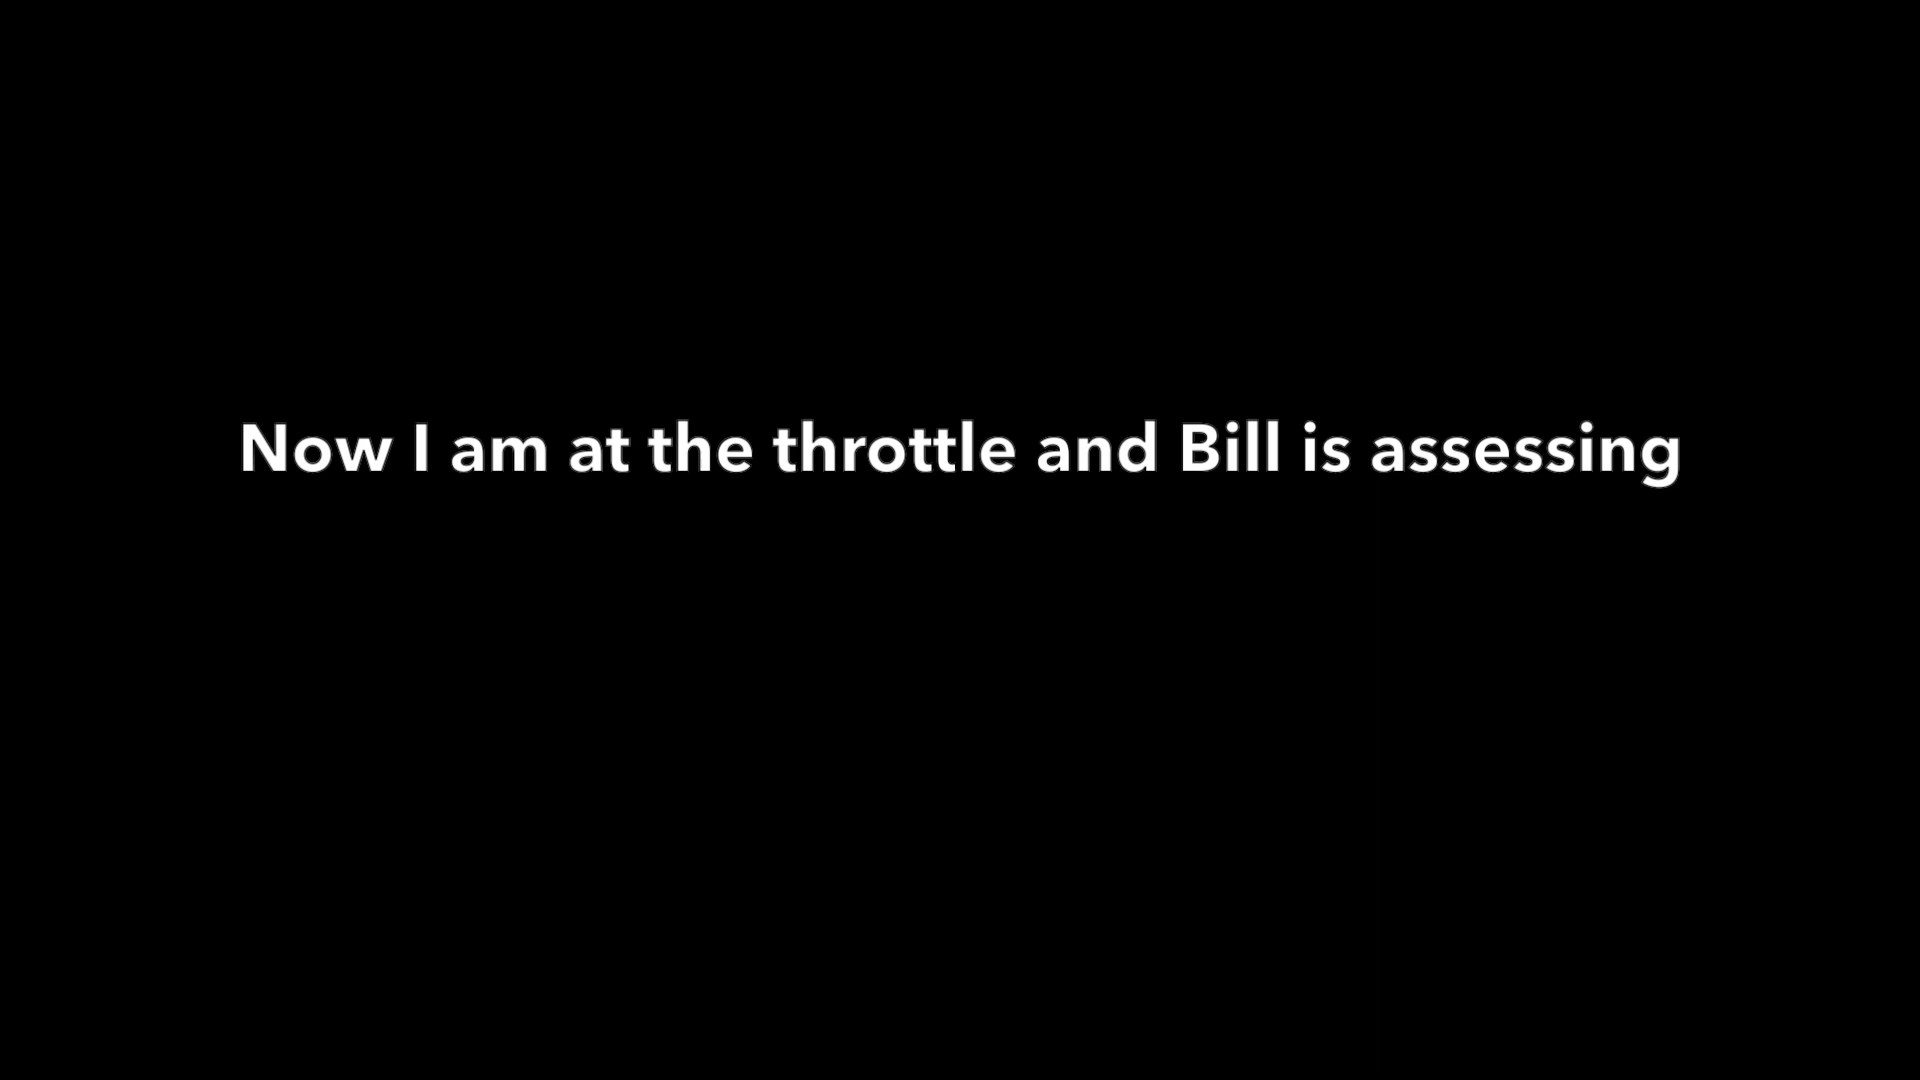 Now I am at the throttle and Bill is assessing